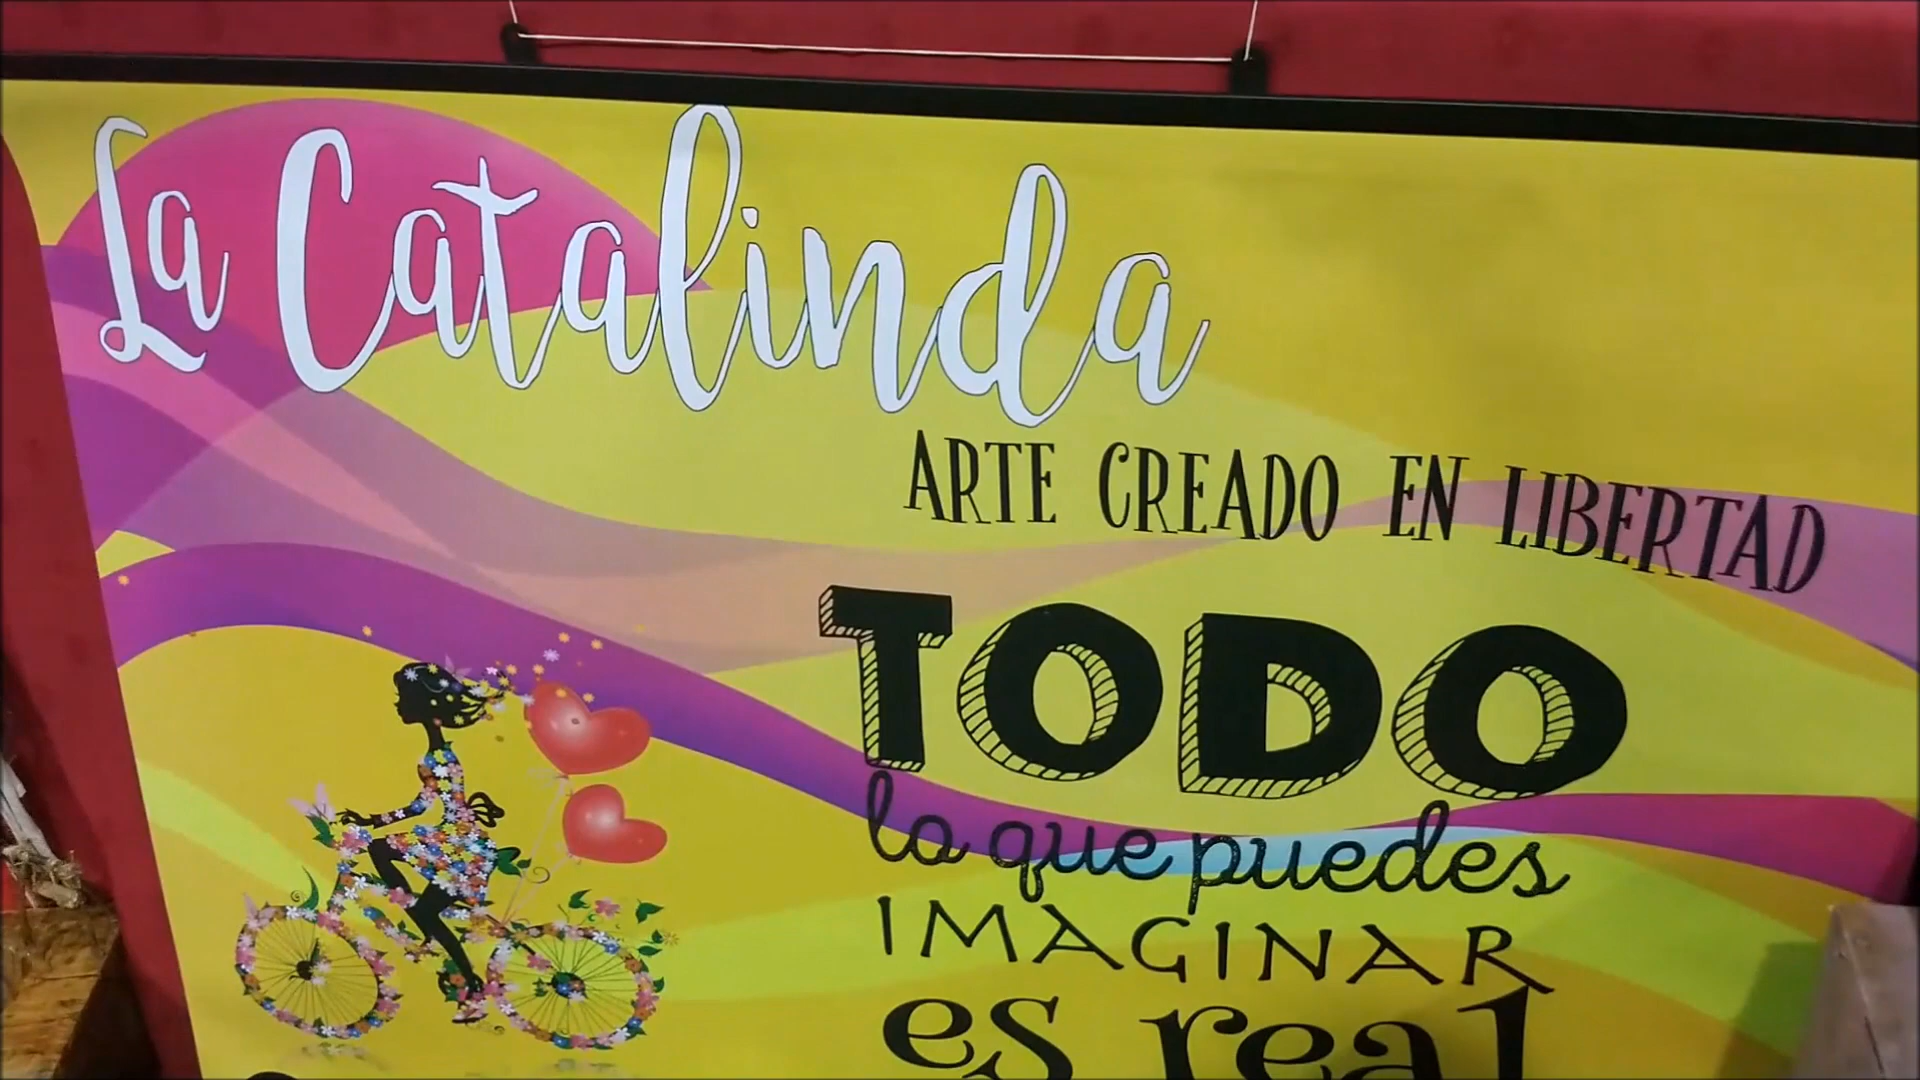 La Catalinda
ARTE CREADO EN LIBERTAD
TODO
lo que puedes
IMAGINAR
es real